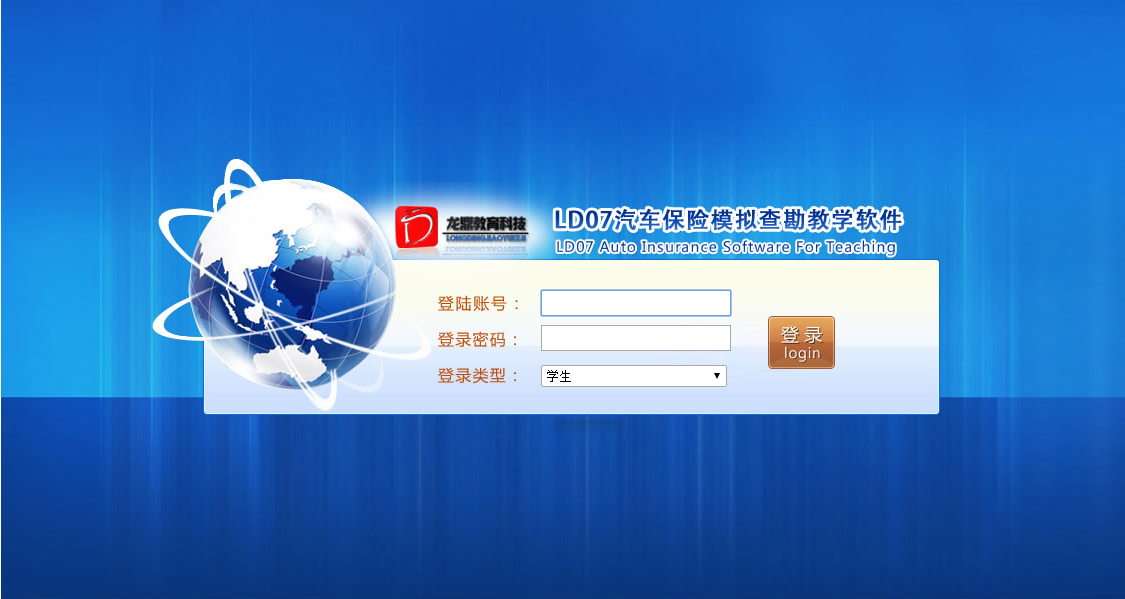 龙鼎教育科技
LONGDINGJIAOYUKEJI
LD07汽车保险模拟查勘教学软件
LD07 Auto Insurance Software For Teaching
登陆账号：
登录密码：
登录类型：
学生
登录
login